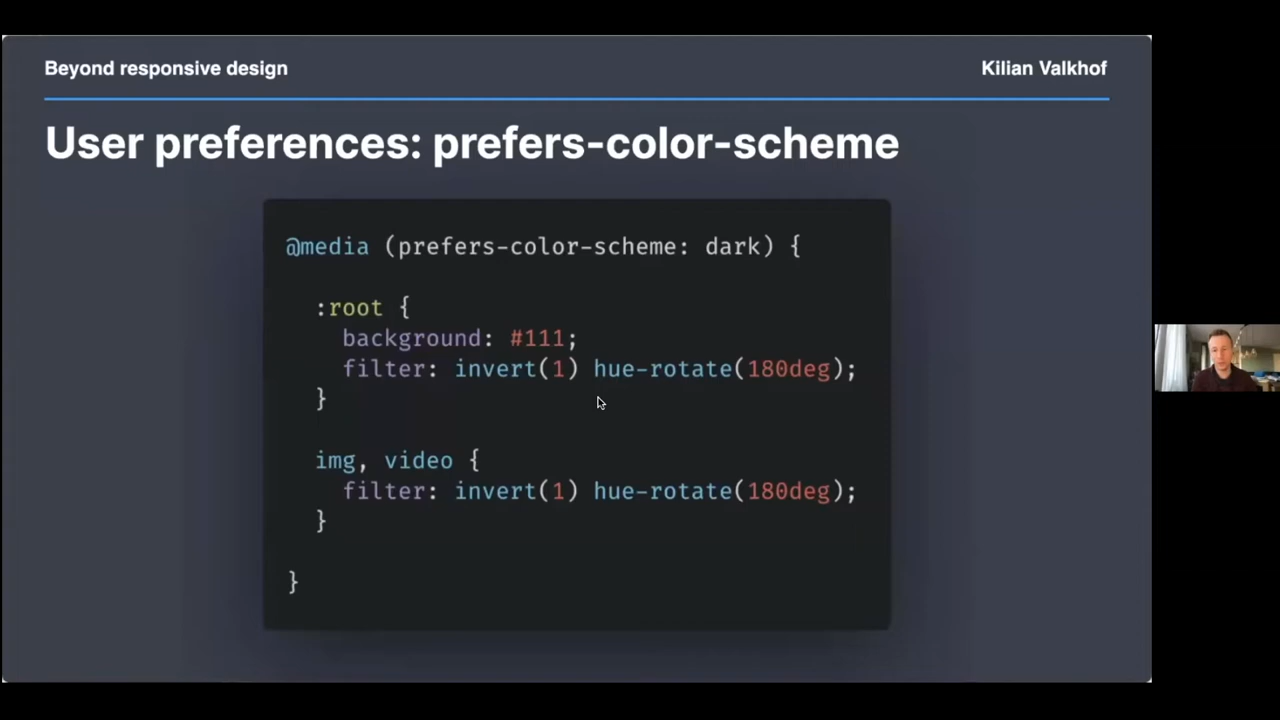 Beyond responsive design
Kilian Valkhof
User preferences: prefers-color-scheme
@media (prefers-color-scheme: dark) {
:root {
background: #111;
filter: invert(1) hue-rotate(180deg);
}
img, video {
filter: invert(1) hue-rotate(180deg);
}
}